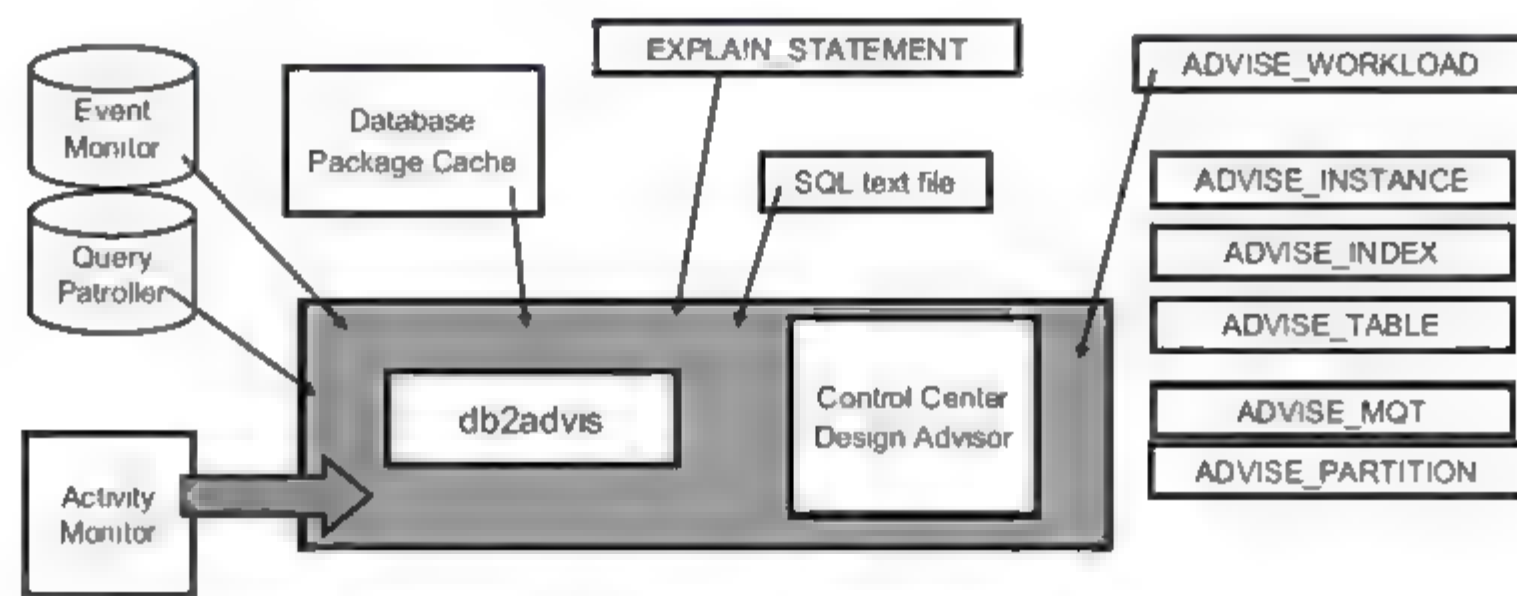 EXPLAIN_STATEMENT
ADVISE_WORKLOAD
Event
Monitor
Database
Package Cache
SQL text file
ADVISE_INSTANCE
Query
Patroller
ADVISE_INDEX
ADVISE_TABLE
db2advis
Control Center
Design Advisor
ADVISE_MQT
ADVISE_PARTITION
Activity
Monitor